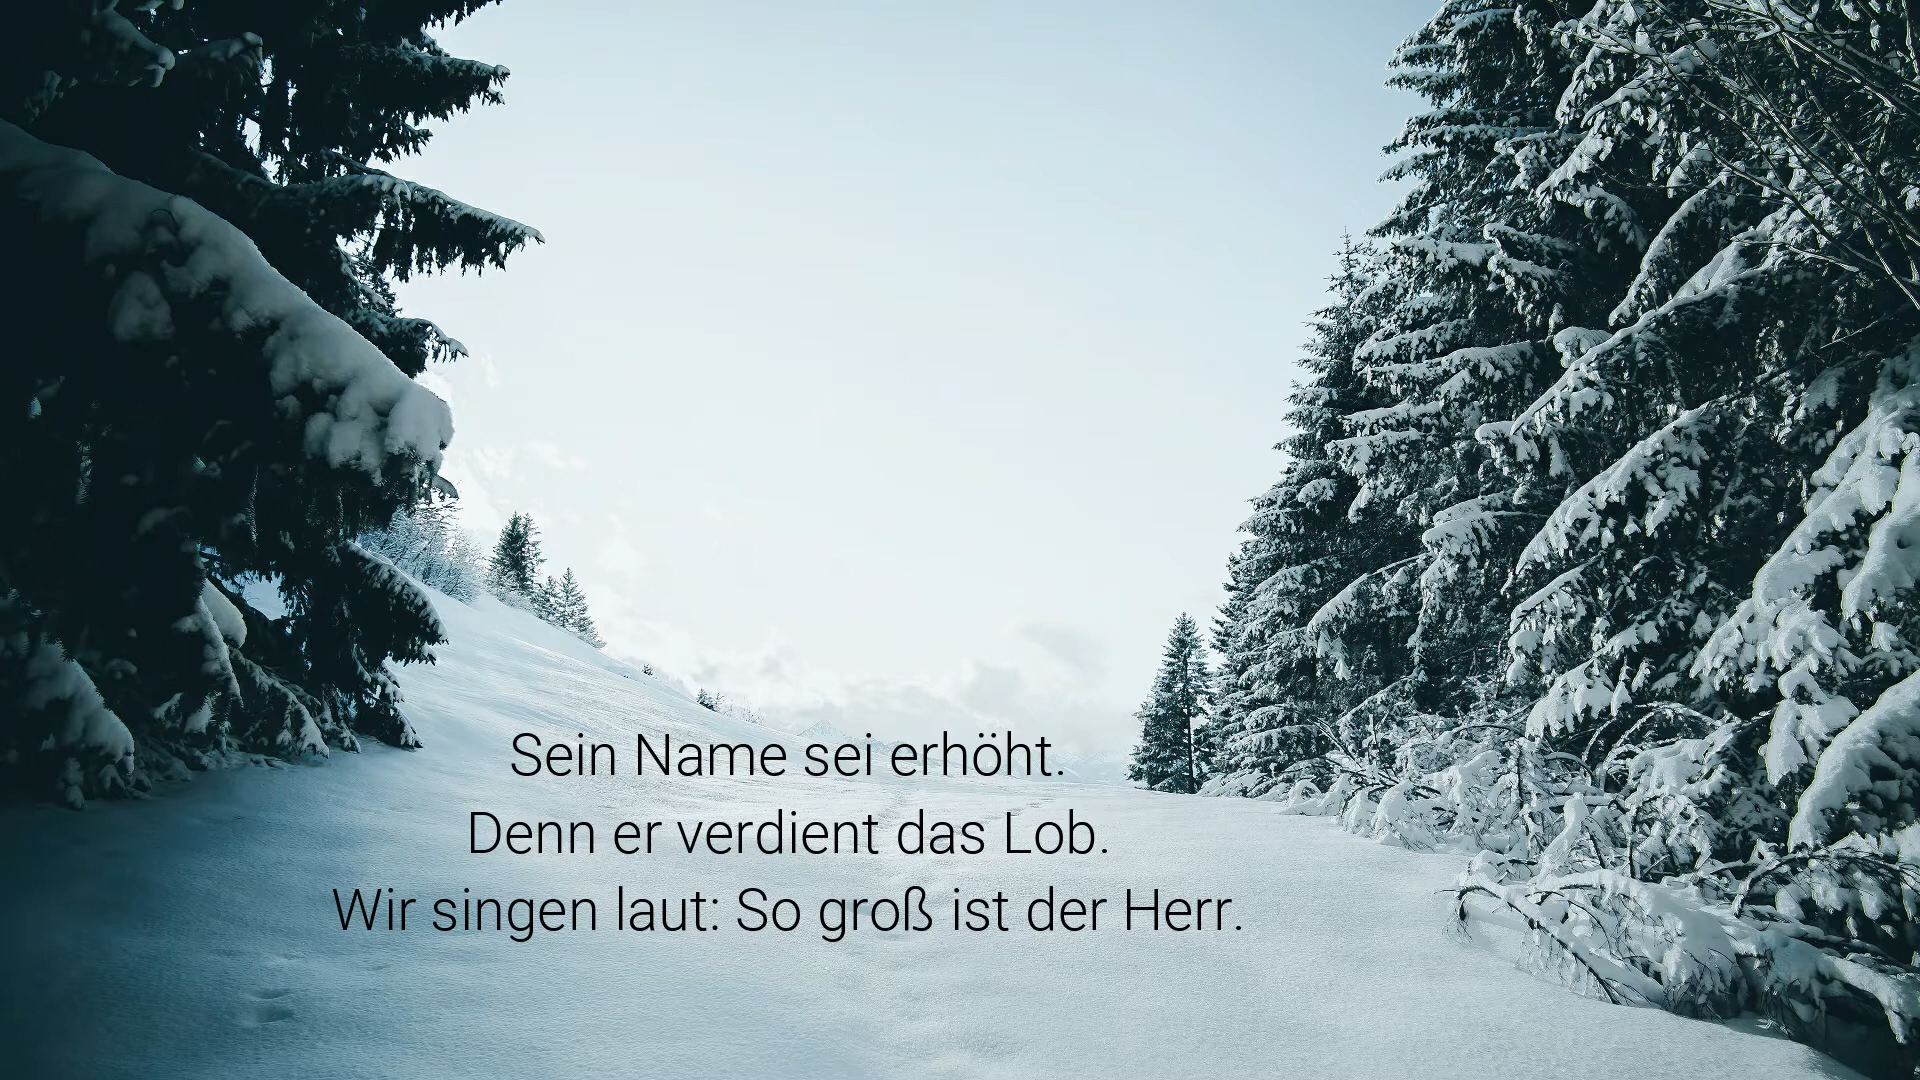 Sein Name sei erhöht.
Denn er verdient das Lob.
Wir singen laut: So groß ist der Herr.